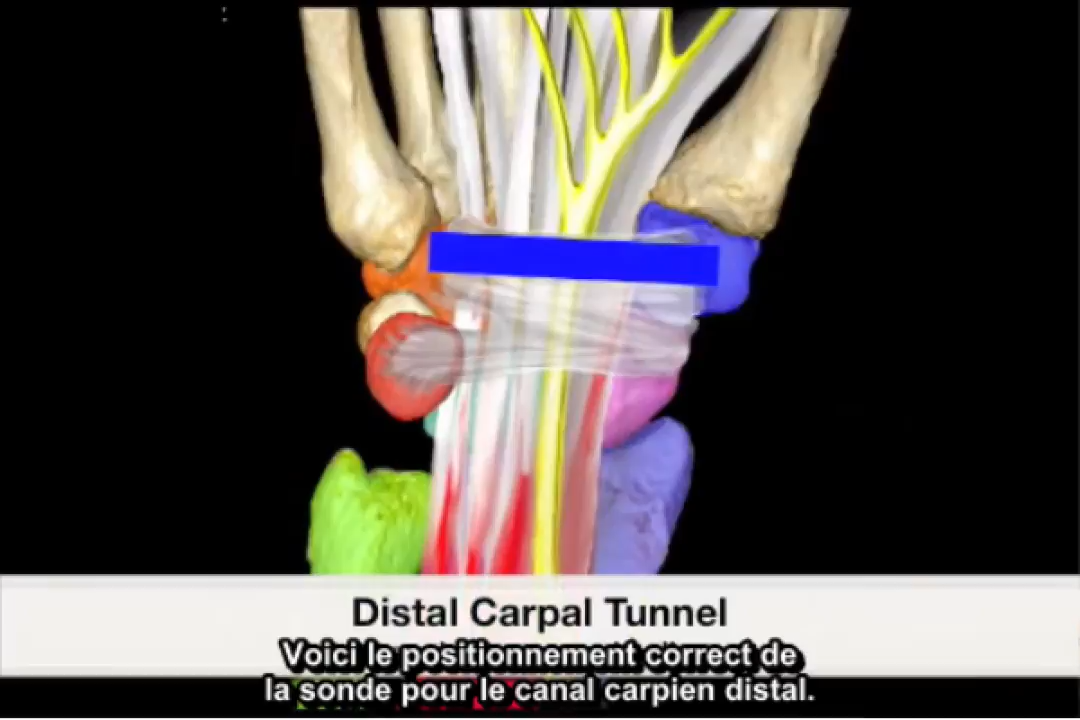 Distal Carpal Tunnel
Voici le positionnement correct de
la sonde pour le canal carpien distal.